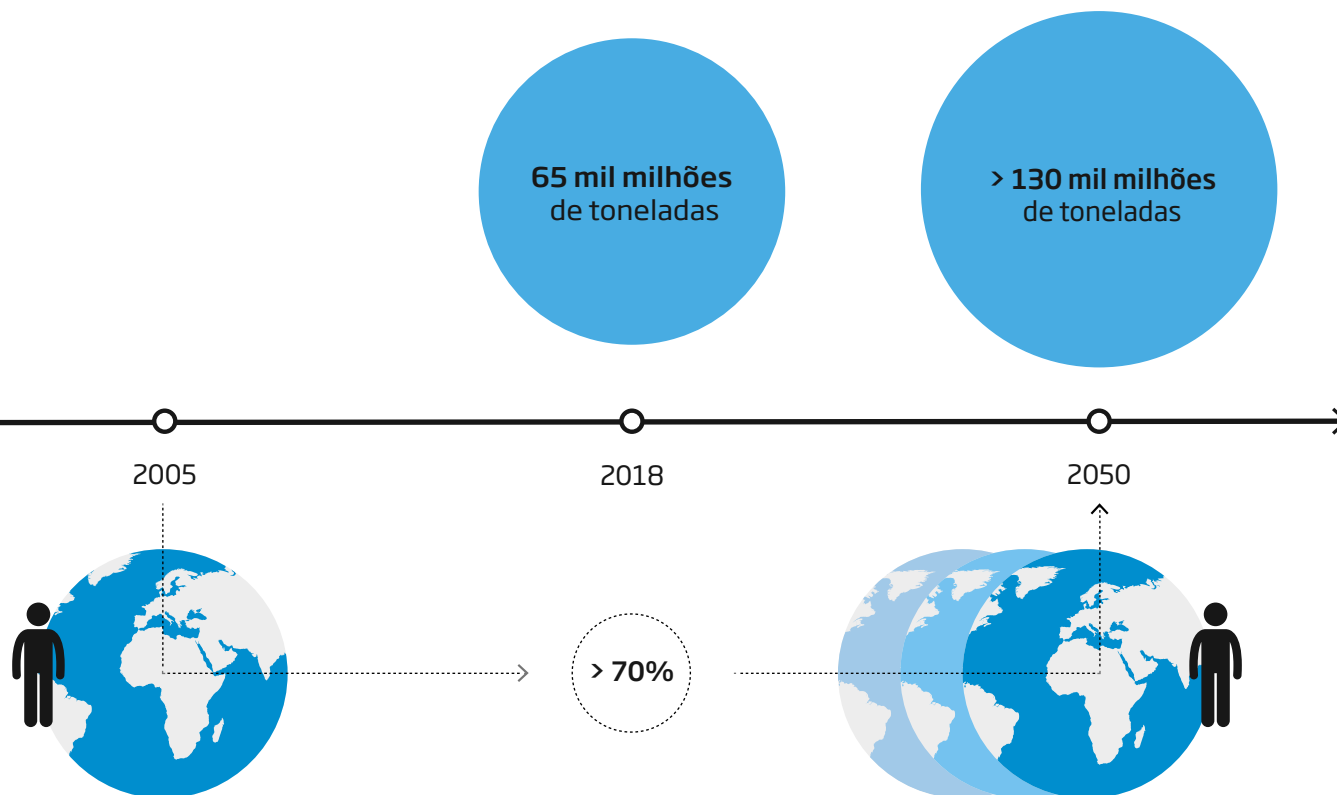 65 mil milhões
de toneladas
> 130 mil milhões
de toneladas
2005
2018
2050
> 70%